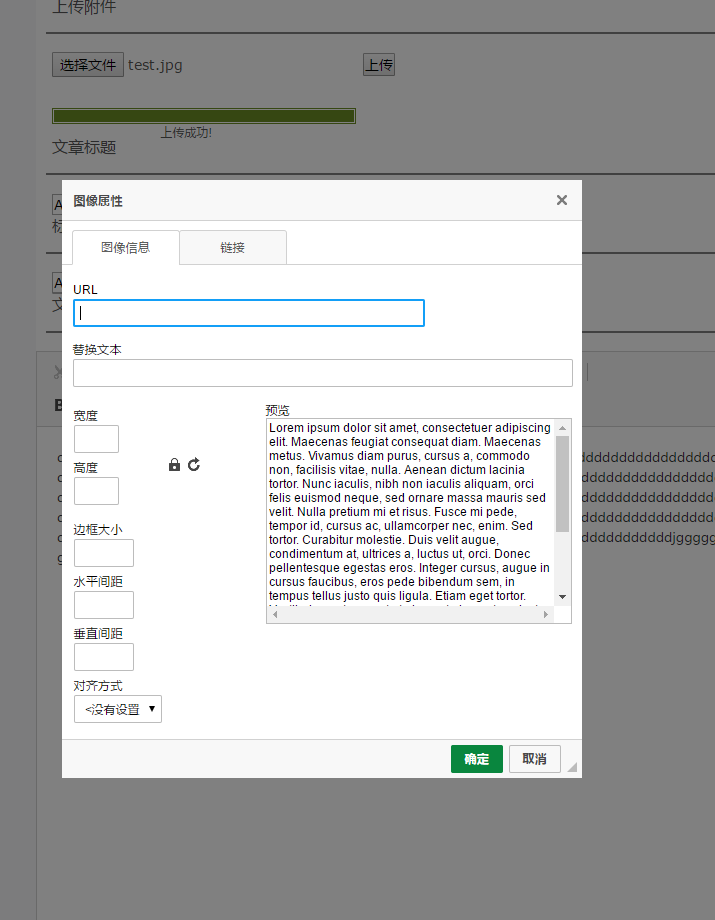 上传附件
选择文件 test.jpg 上传
上传成功!
文章标题
图像属性
图像信息 链接
URL
替换文本
宽度
高度
边框大小
水平间距
垂直间距
对齐方式
<没有设置
预览
Lorem ipsum dolor sit amet, consectetuer adipiscing
elit. Maecenas feugiat consequat diam. Maecenas
metus. Vivamus diam purus, cursus a, commodo
non, facilisis vitae, nulla. Aenean dictum lacinia
tortor. Nunc iaculis, nibh non iaculis aliquam, orci
felis euismod neque, sed ornare massa mauris sed
velit. Nulla pretium mi et risus. Fusce mi pede,
tempor id, cursus ac, ullamcorper nec, enim. Sed
tortor. Curabitur molestie. Duis velit augue,
condimentum at, ultrices a, luctus ut, orci. Donec
pellentesque egestas eros. Integer cursus, augue in
cursus faucibus, eros pede bibendum sem, in
tempus tellus justo quis ligula. Etiam eget tortor.
确定 取消